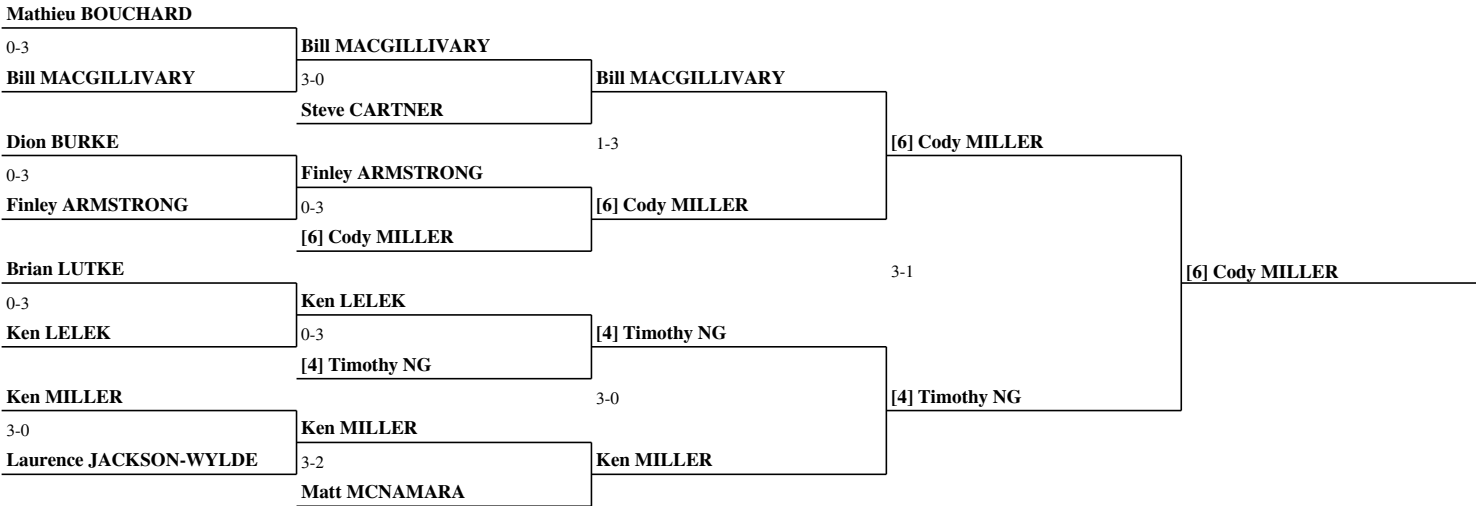 Mathieu BOUCHARD
0-3
Bill MACGILLIVARY
Bill MACGILLIVARY
3-0
Bill MACGILLIVARY
Steve CARTNER
Dion BURKE
1-3
[6] Cody MILLER
0-3
Finley ARMSTRONG
Finley ARMSTRONG
0-3
[6] Cody MILLER
[6] Cody MILLER
Brian LUTKE
3-1
[6] Cody MILLER
0-3
Ken LELEK
Ken LELEK
0-3
[4] Timothy NG
[4] Timothy NG
Ken MILLER
3-0
[4] Timothy NG
3-0
Ken MILLER
Laurence JACKSON-WYLDE
3-2
Ken MILLER
Matt MCNAMARA